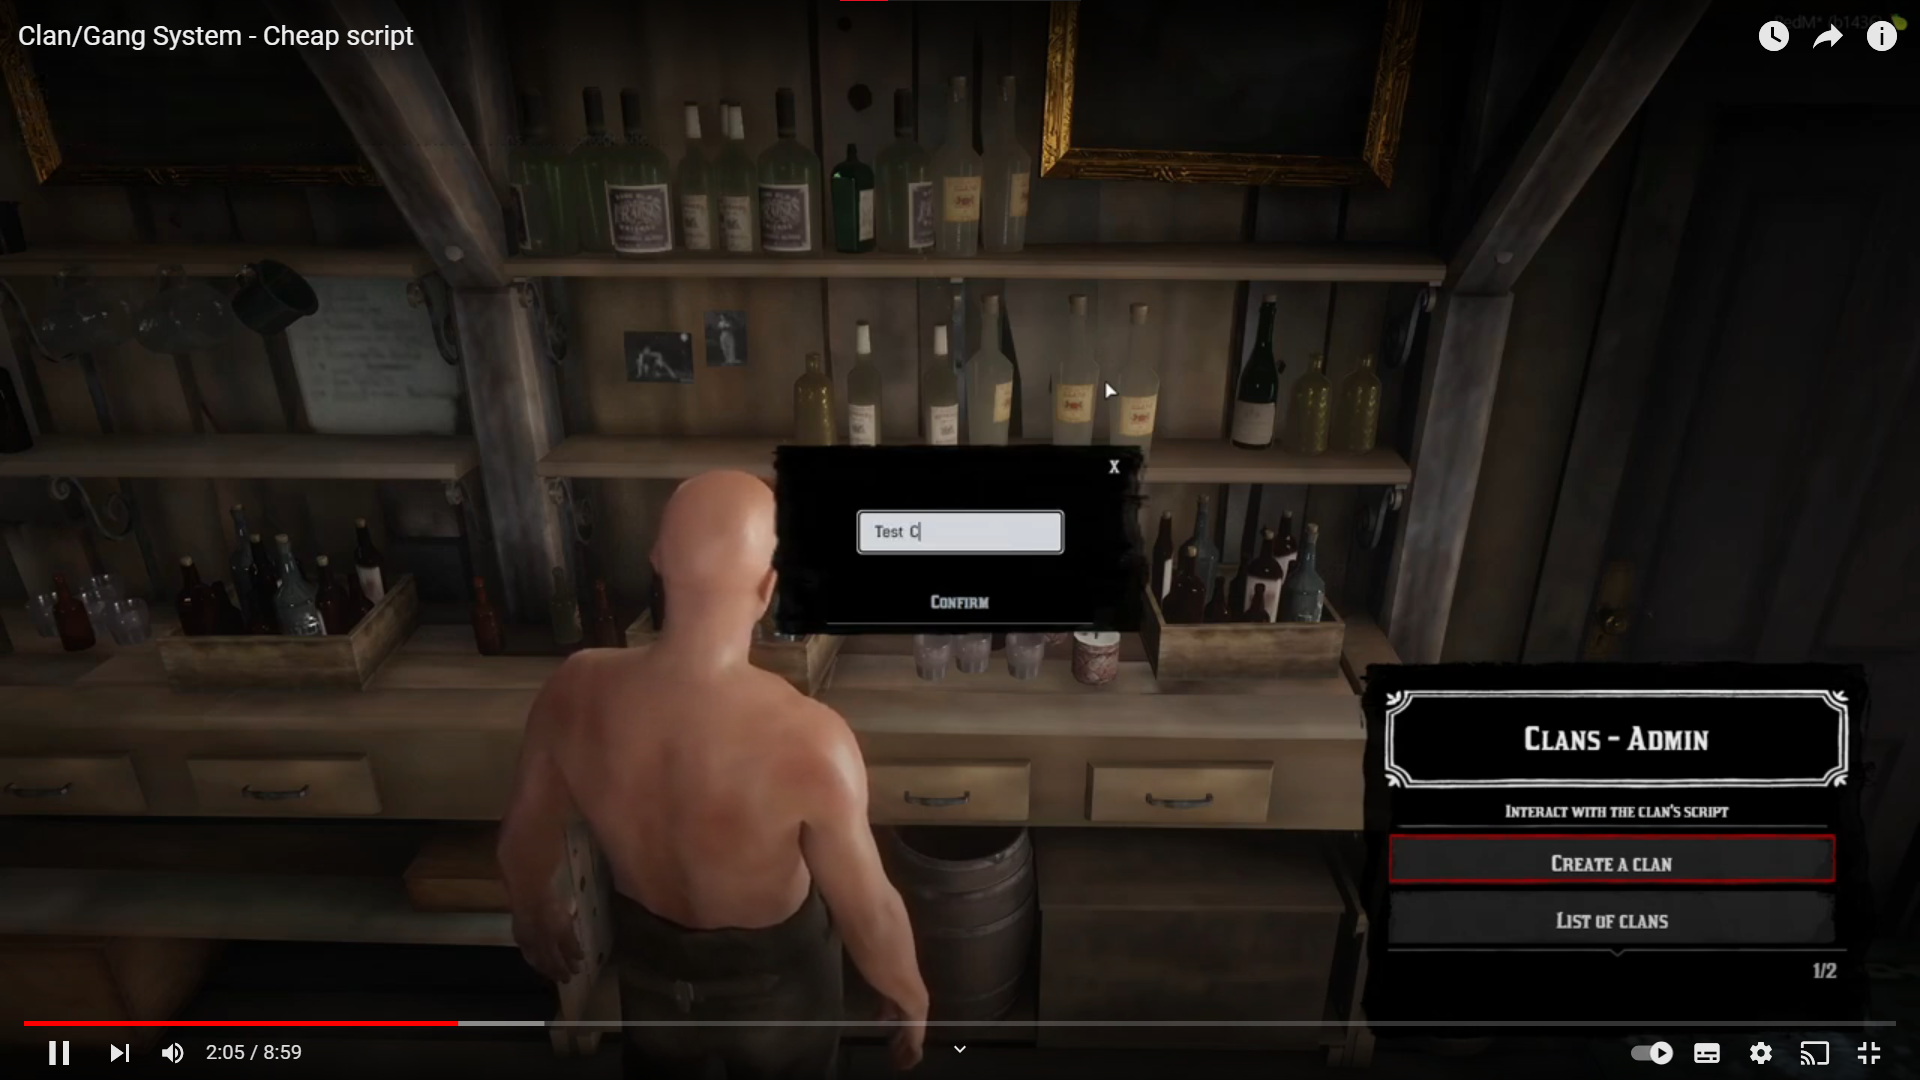 Clan/Gang System - Cheap script
X
Test C
Confirm
Clans - Admin
Interact with the clan's script
Create a clan
List of clans
1/2
2:05 / 8:59